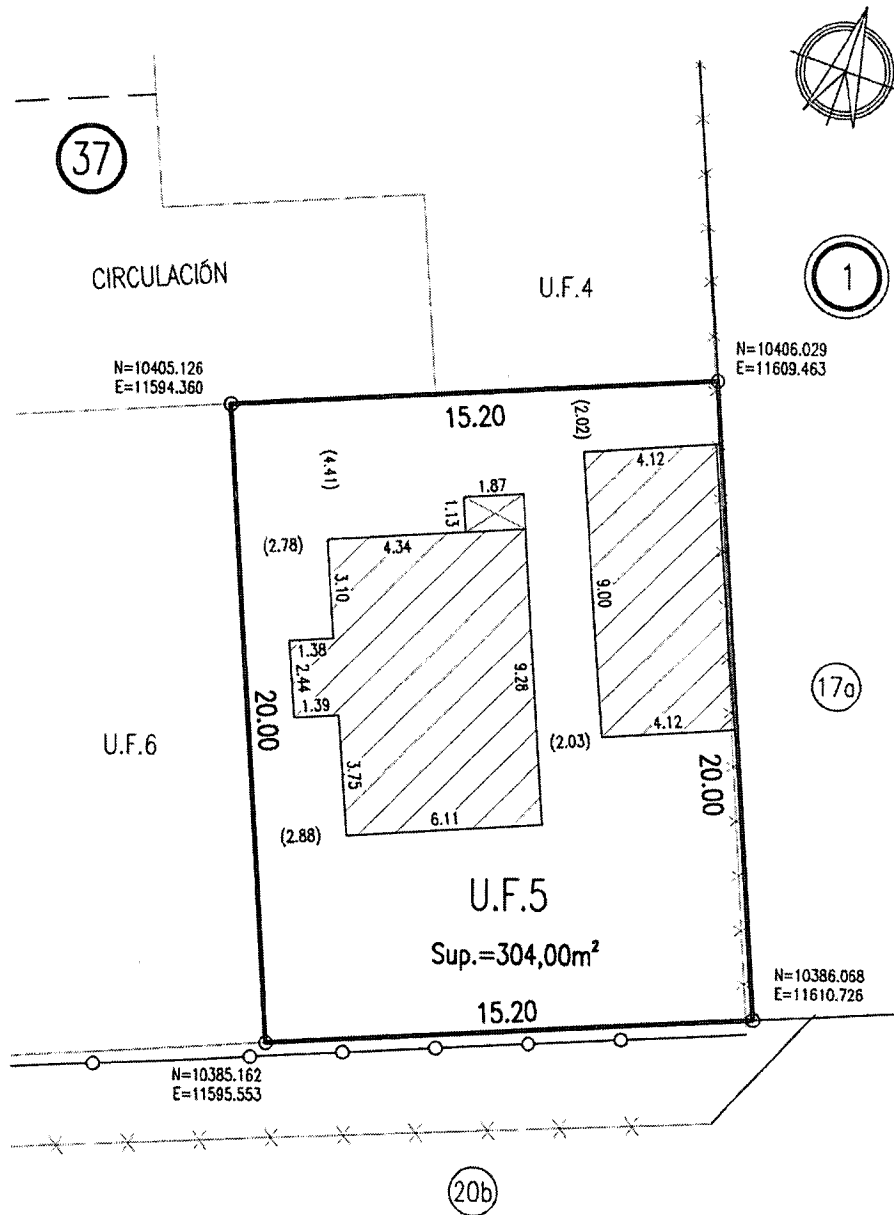 37
CIRCULACIÓN
U.F.4
1
N=10405.126
E=11594.360
N=10406.029
E=11609.463
15.20
(2.02)
4.12
(4.41)
1.87
1.13
(2.78)
4.34
3.10
9.00
1.38
2.44
1.39
9.28
17a
20.00
U.F.6
(2.03)
4.12
20.00
3.75
6.11
(2.88)
U.F.5
Sup.=304,00m²
15.20
N=10386.068
E=11610.726
N=10385.162
E=11595.553
20b